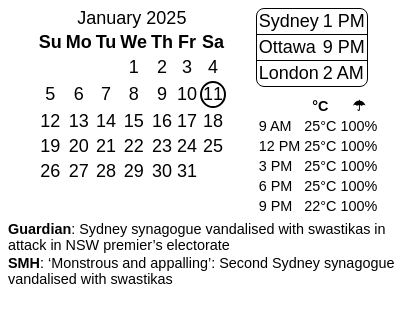 January 2025
Su Mo Tu We Th Fr Sa
1 2 3 4
5 6 7 8 9 10 11
12 13 14 15 16 17 18
19 20 21 22 23 24 25
26 27 28 29 30 31
Sydney 1 PM
Ottawa 9 PM
London 2 AM
°C ☂
9 AM 25°C 100%
12 PM 25°C 100%
3 PM 25°C 100%
6 PM 25°C 100%
9 PM 22°C 100%
Guardian: Sydney synagogue vandalised with swastikas in
attack in NSW premier’s electorate
SMH: ‘Monstrous and appalling’: Second Sydney synagogue
vandalised with swastikas